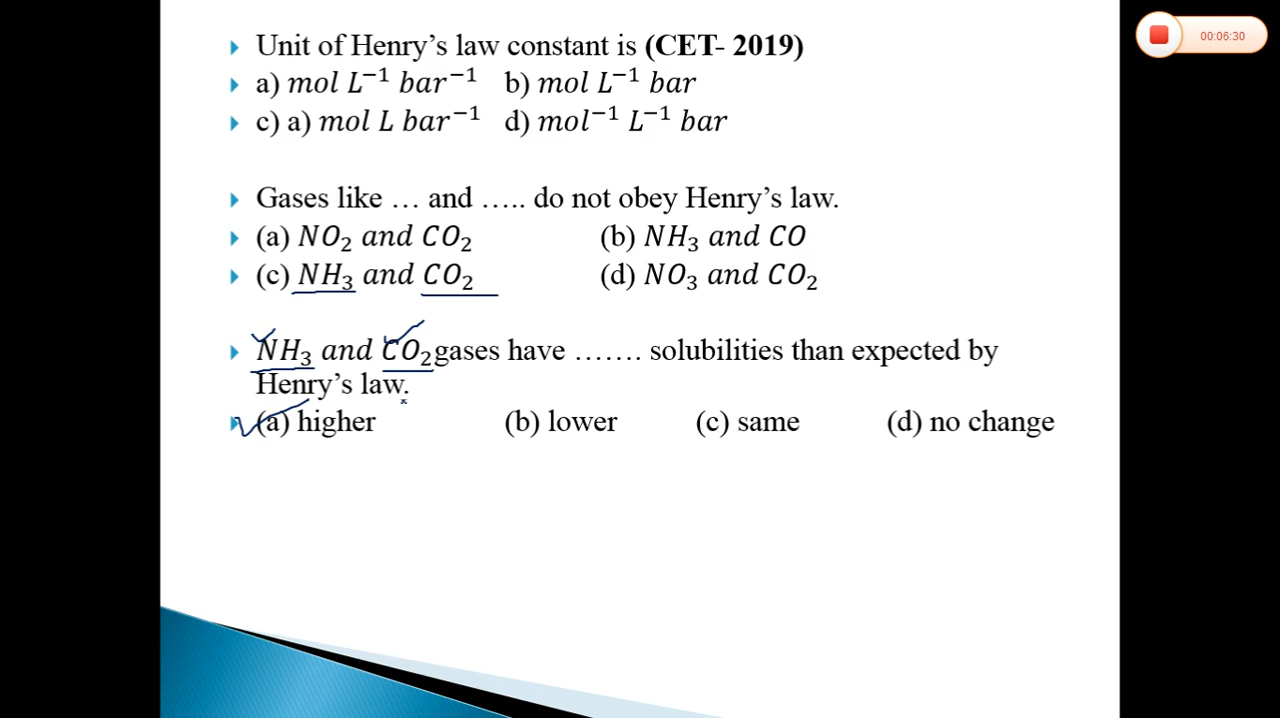 Unit of Henry's law constant is (CET- 2019)
a) mol L⁻¹ bar⁻¹ b) mol L⁻¹ bar
c) a) mol L bar⁻¹ d) mol⁻¹ L⁻¹ bar
Gases like … and ….. do not obey Henry's law.
(a) NO₂ and CO₂ (b) NH₃ and CO
(c) NH₃ and CO₂ (d) NO₃ and CO₂
NH₃ and CO₂gases have ……. solubilities than expected by
Henry's law.
(a) higher (b) lower (c) same (d) no change
00:06:30